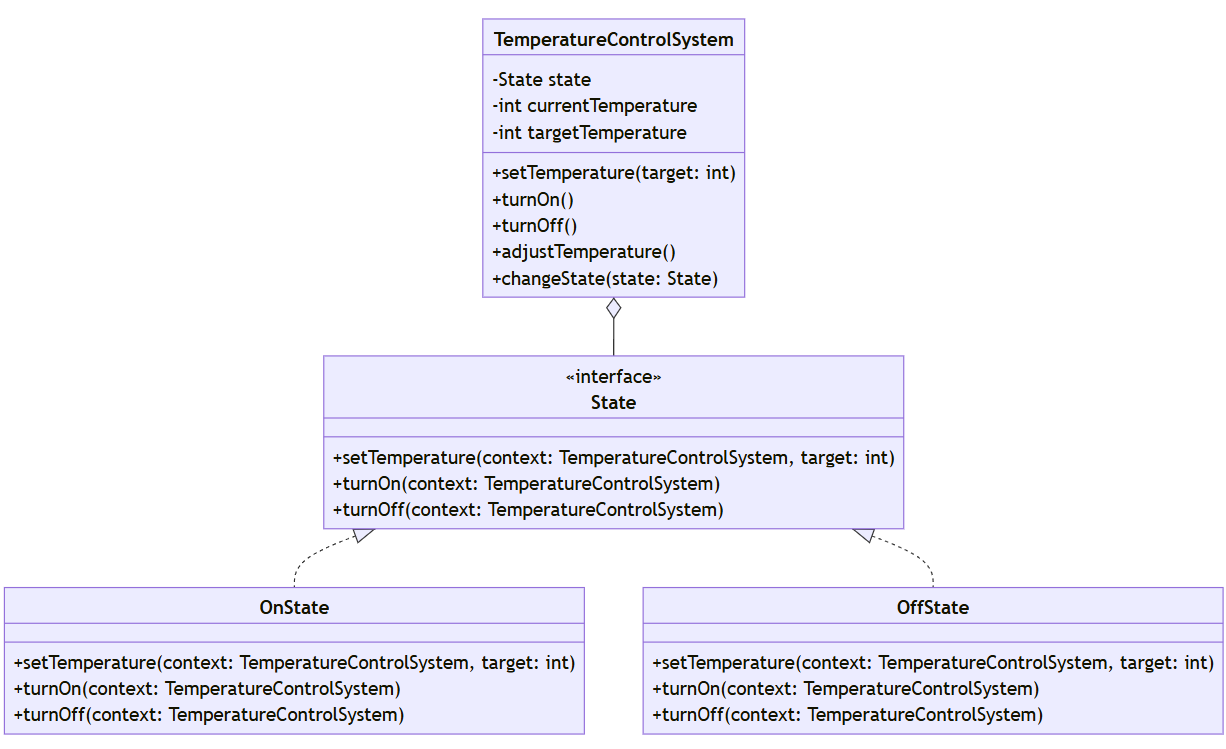 TemperatureControlSystem
-State state
-int currentTemperature
-int targetTemperature
+setTemperature(target: int)
+turnOn()
+turnOff()
+adjustTemperature()
+changeState(state: State)
«interface»
State
+setTemperature(context: TemperatureControlSystem, target: int)
+turnOn(context: TemperatureControlSystem)
+turnOff(context: TemperatureControlSystem)
OnState
+setTemperature(context: TemperatureControlSystem, target: int)
+turnOn(context: TemperatureControlSystem)
+turnOff(context: TemperatureControlSystem)
OffState
+setTemperature(context: TemperatureControlSystem, target: int)
+turnOn(context: TemperatureControlSystem)
+turnOff(context: TemperatureControlSystem)